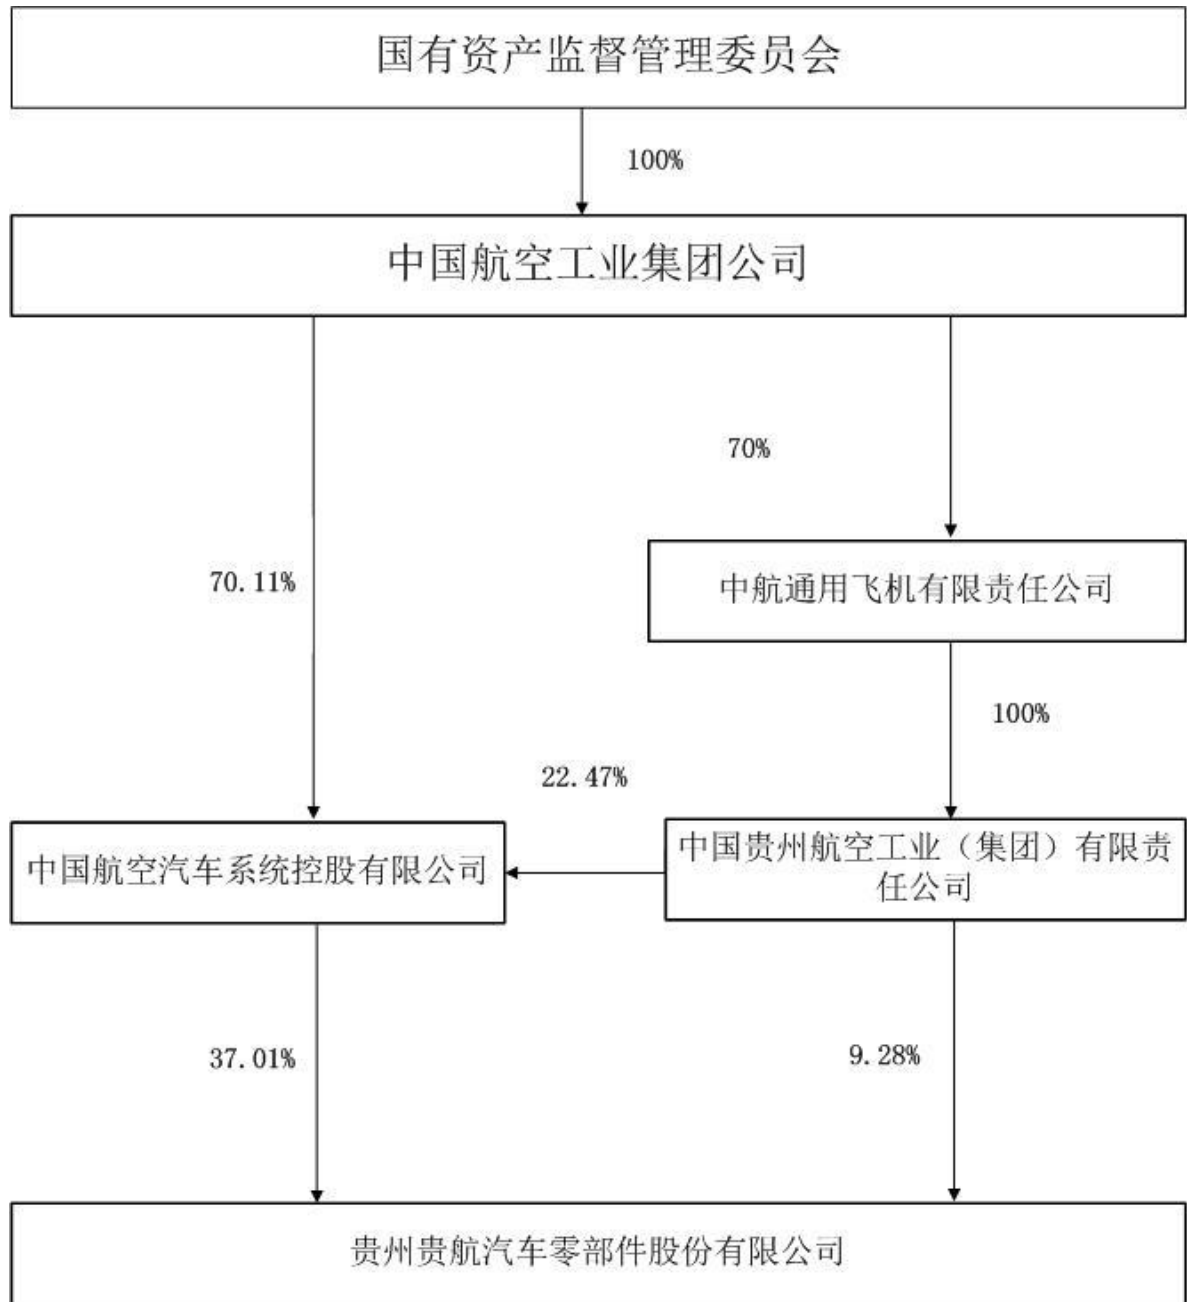 国有资产监督管理委员会
100%
中国航空工业集团公司
70%
70.11%
中航通用飞机有限责任公司
100%
22.47%
中国航空汽车系统控股有限公司
中国贵州航空工业（集团）有限责
任公司
37.01%
9.28%
贵州贵航汽车零部件股份有限公司